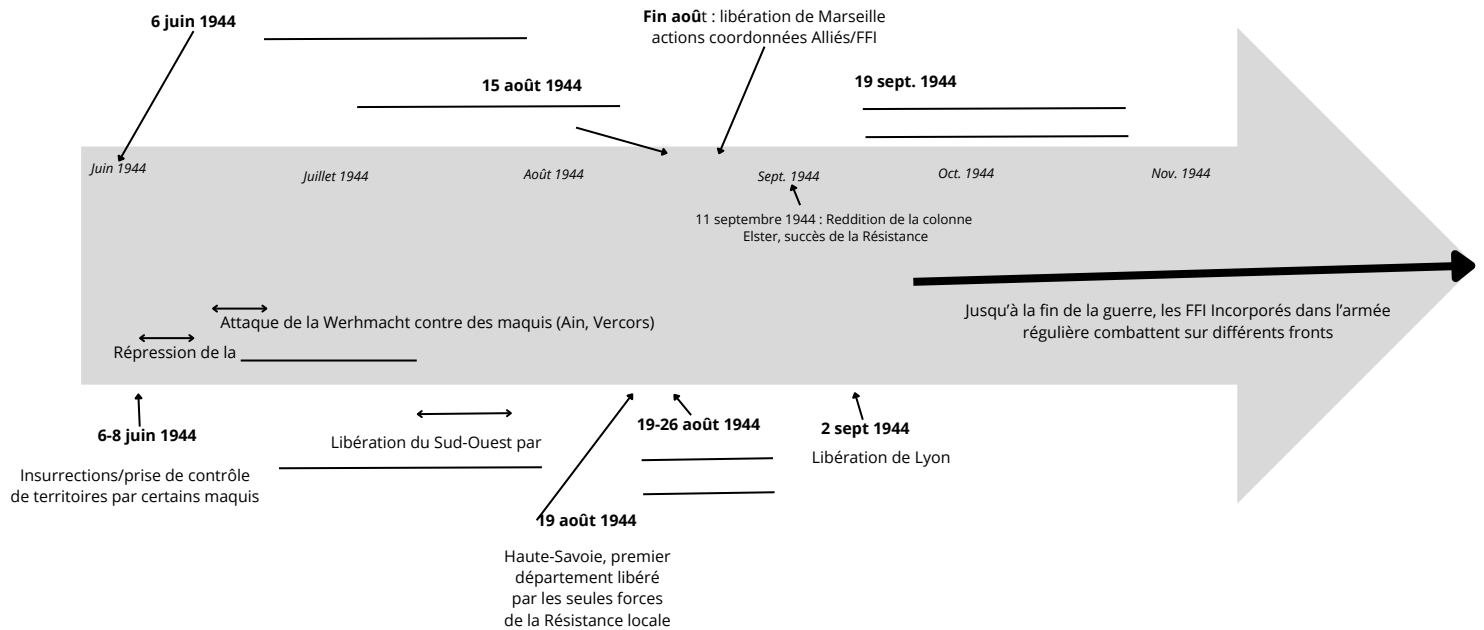 6 juin 1944
Fin août : libération de Marseille
actions coordonnées Alliés/FFI
15 août 1944
19 sept. 1944
Juin 1944
Juillet 1944
Août 1944
Sept. 1944
Oct. 1944
Nov. 1944
11 septembre 1944 : Reddition de la colonne
Elster, succès de la Résistance
Jusqu’à la fin de la guerre, les FFI Incorporés dans l’armée
régulière combattent sur différents fronts
Attaque de la Werhmacht contre des maquis (Ain, Vercors)
Répression de la
6-8 juin 1944
Insurrections/prise de contrôle
de territoires par certains maquis
Libération du Sud-Ouest par
19-26 août 1944
2 sept 1944
Libération de Lyon
19 août 1944
Haute-Savoie, premier
département libéré
par les seules forces
de la Résistance locale